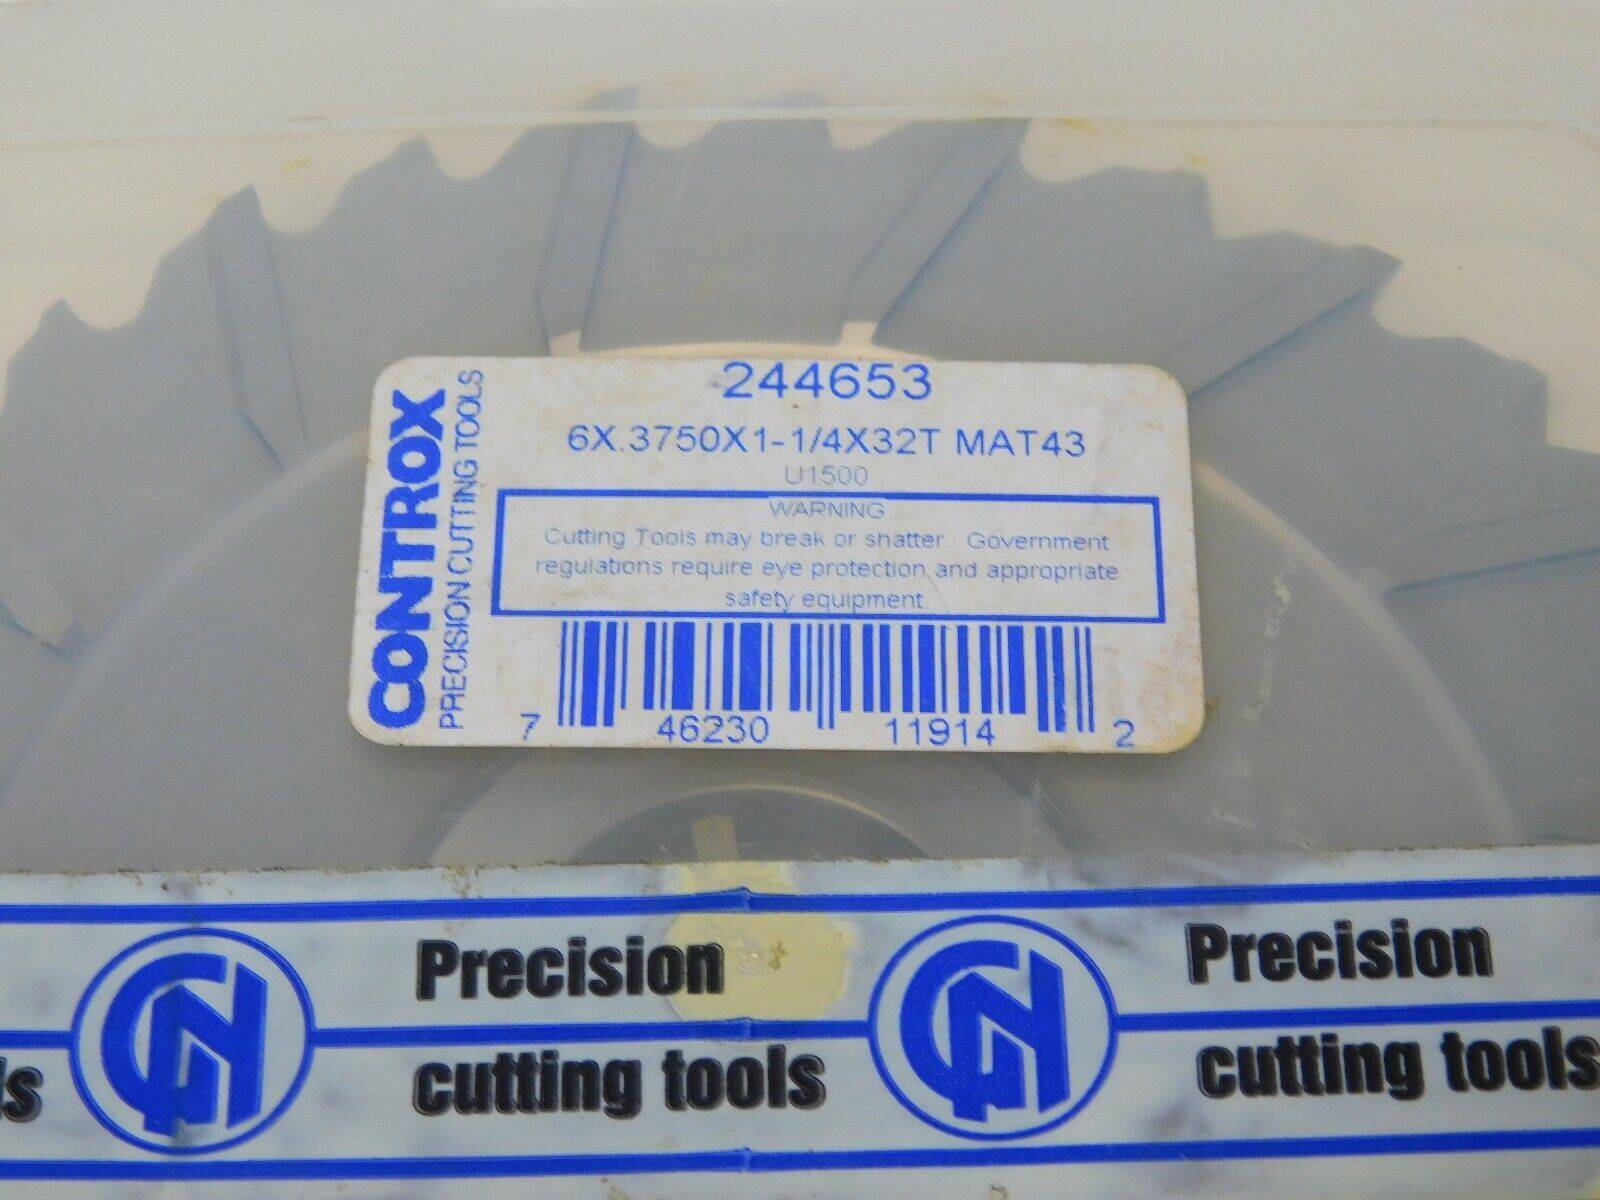 CONTROX
PRECISION CUTTING TOOLS
244653
6X.3750X1-1/4X32T MAT43
U1500
WARNING
Cutting Tools may break or shatter. Government
regulations require eye protection and appropriate
safety equipment.
7 46230 11914 2
Precision
Precision
ls
cutting tools
cutting tools